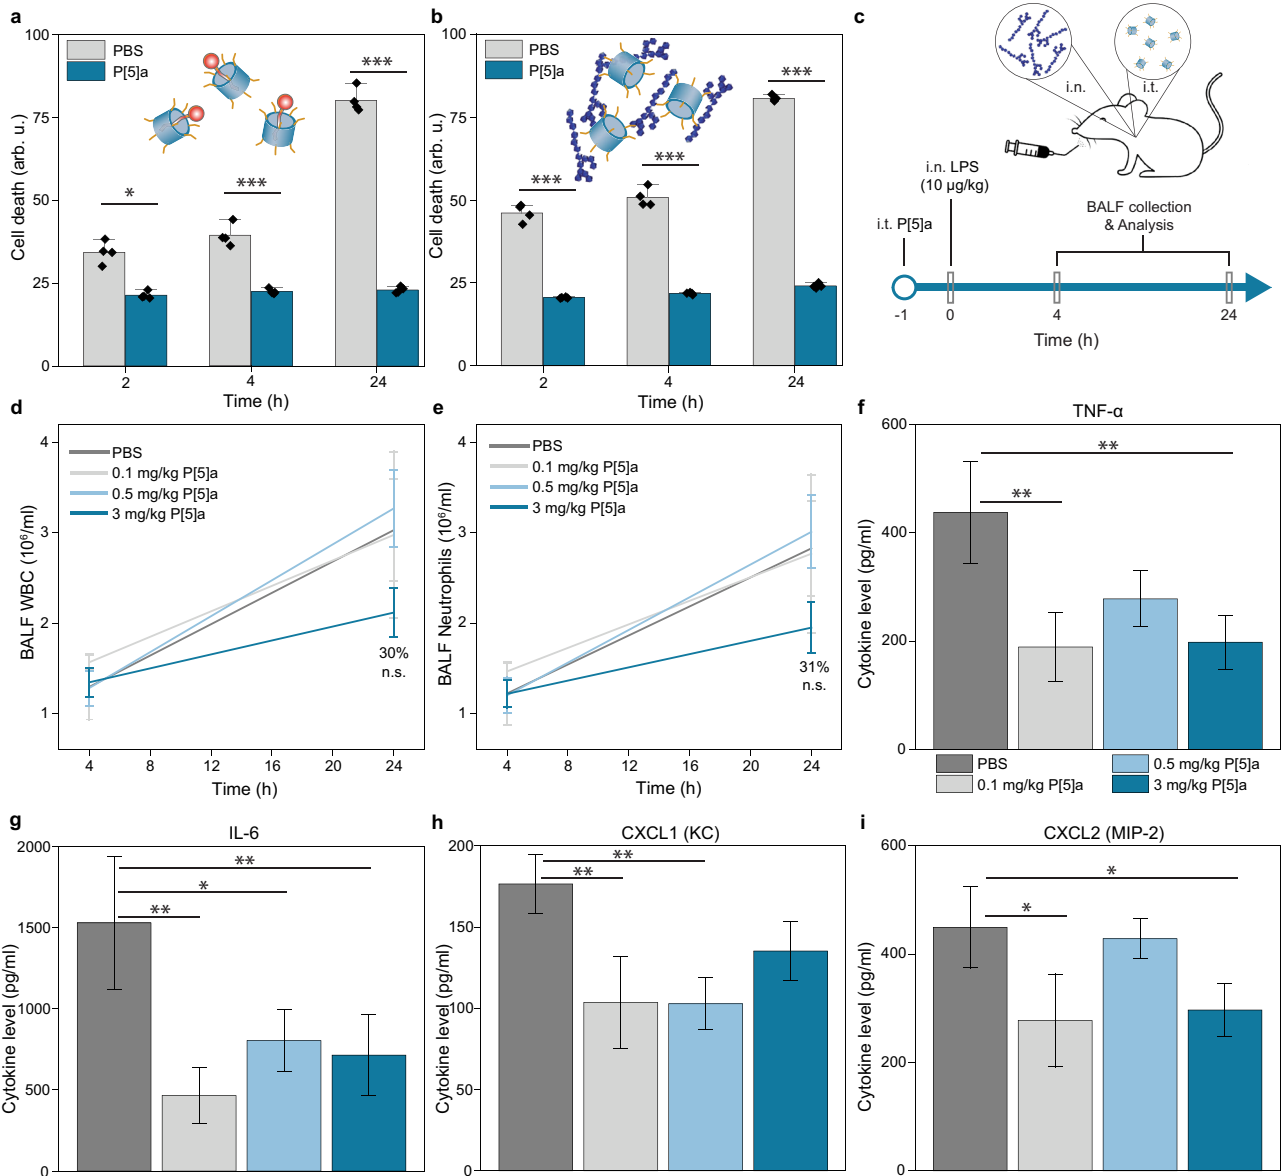 a
100
75
50
25
0
Cell death (arb. u.)
PBS
P[5]a
*
***
***
2
4
24
Time (h)
b
100
75
50
25
0
Cell death (arb. u.)
PBS
P[5]a
***
***
***
2
4
24
Time (h)
c
i.n.
i.t.
i.n. LPS
(10 µg/kg)
i.t. P[5]a
BALF collection
& Analysis
-1
0
4
24
Time (h)
d
4
3
2
1
BALF WBC (10⁶/ml)
PBS
0.1 mg/kg P[5]a
0.5 mg/kg P[5]a
3 mg/kg P[5]a
30%
n.s.
4
8
12
16
20
24
Time (h)
e
4
3
2
1
BALF Neutrophils (10⁶/ml)
PBS
0.1 mg/kg P[5]a
0.5 mg/kg P[5]a
3 mg/kg P[5]a
31%
n.s.
4
8
12
16
20
24
Time (h)
f
TNF-α
600
400
200
0
Cytokine level (pg/ml)
**
**
PBS
0.1 mg/kg P[5]a
0.5 mg/kg P[5]a
3 mg/kg P[5]a
g
IL-6
2000
1500
1000
500
0
Cytokine level (pg/ml)
**
*
**
h
CXCL1 (KC)
200
150
100
50
0
Cytokine level (pg/ml)
**
**
i
CXCL2 (MIP-2)
600
400
200
0
Cytokine level (pg/ml)
*
*